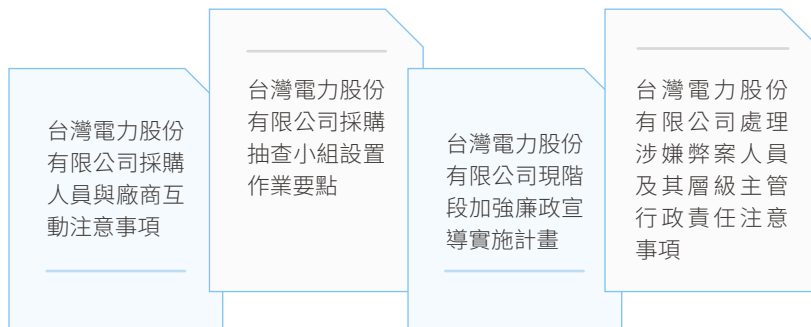 台灣電力股份
有限公司採購
人員與廠商互
動注意事項
台灣電力股份
有限公司採購
抽查小組設置
作業要點
台灣電力股份
有限公司現階
段加強廉政宣
導實施計畫
台灣電力股份
有限公司處理
涉嫌弊案人員
及其層級主管
行政責任注意
事項